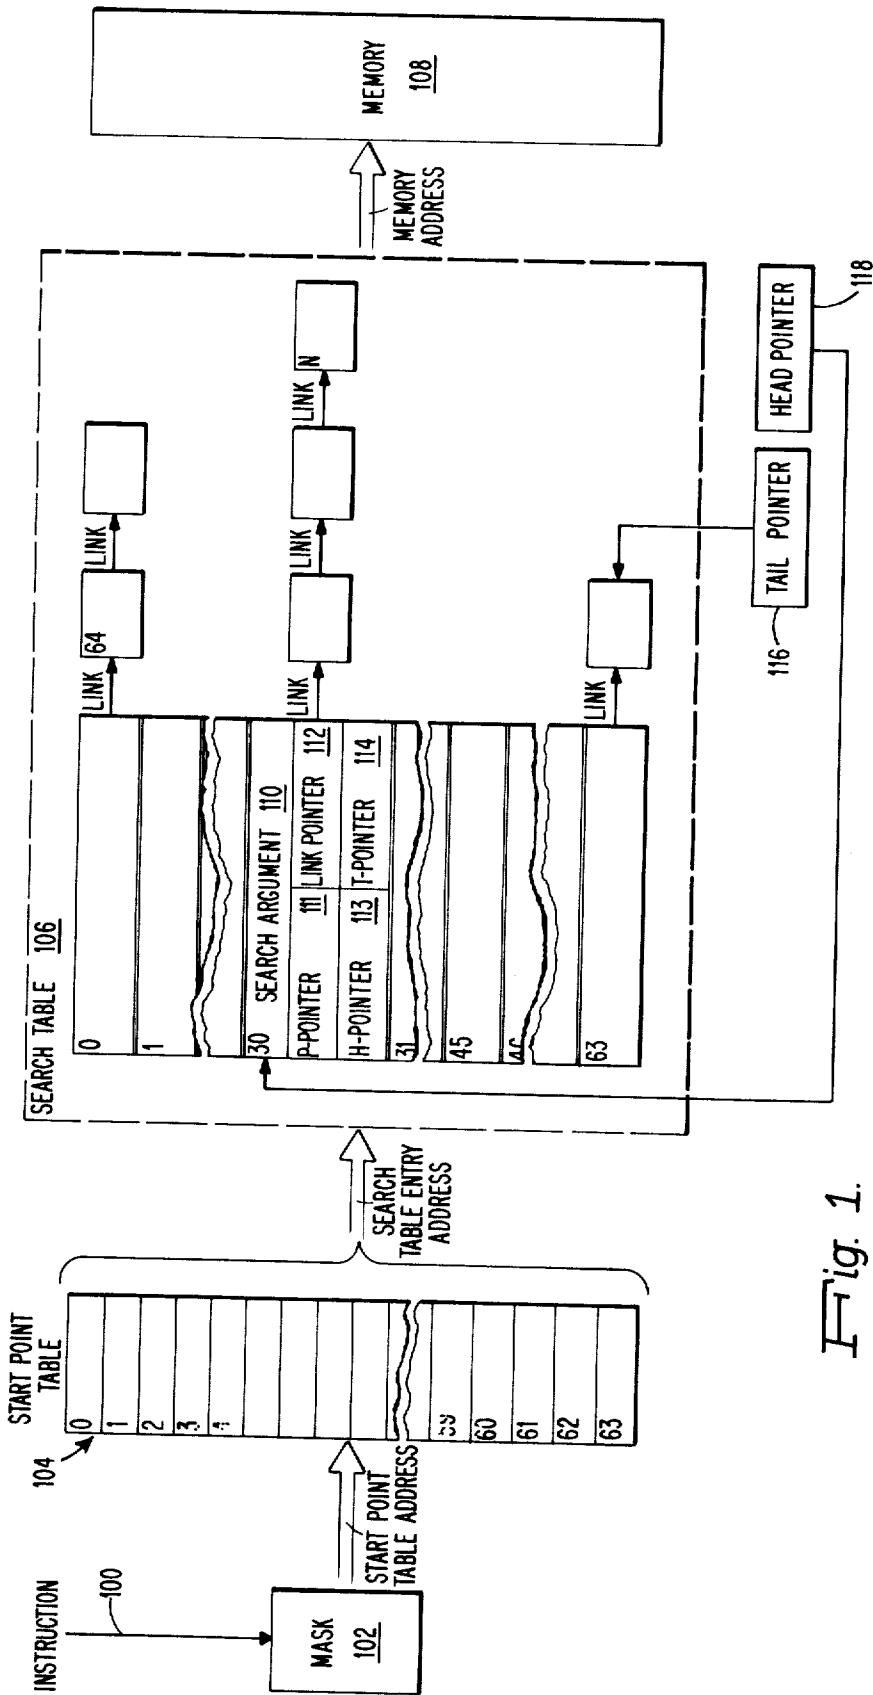 INSTRUCTION
100
MASK
102
START POINT
TABLE ADDRESS
START POINT
TABLE
104
0
1
2
3
4
59
60
61
62
63
SEARCH
TABLE ENTRY
ADDRESS
SEARCH TABLE 106
0
1
30 SEARCH ARGUMENT 110
P-POINTER 111
LINK POINTER 112
H-POINTER 113
T-POINTER 114
31
45
46
63
LINK
64
LINK
LINK
LINK
LINK
N
LINK
TAIL POINTER
116
HEAD POINTER
118
MEMORY
ADDRESS
MEMORY
108
Fig. 1.